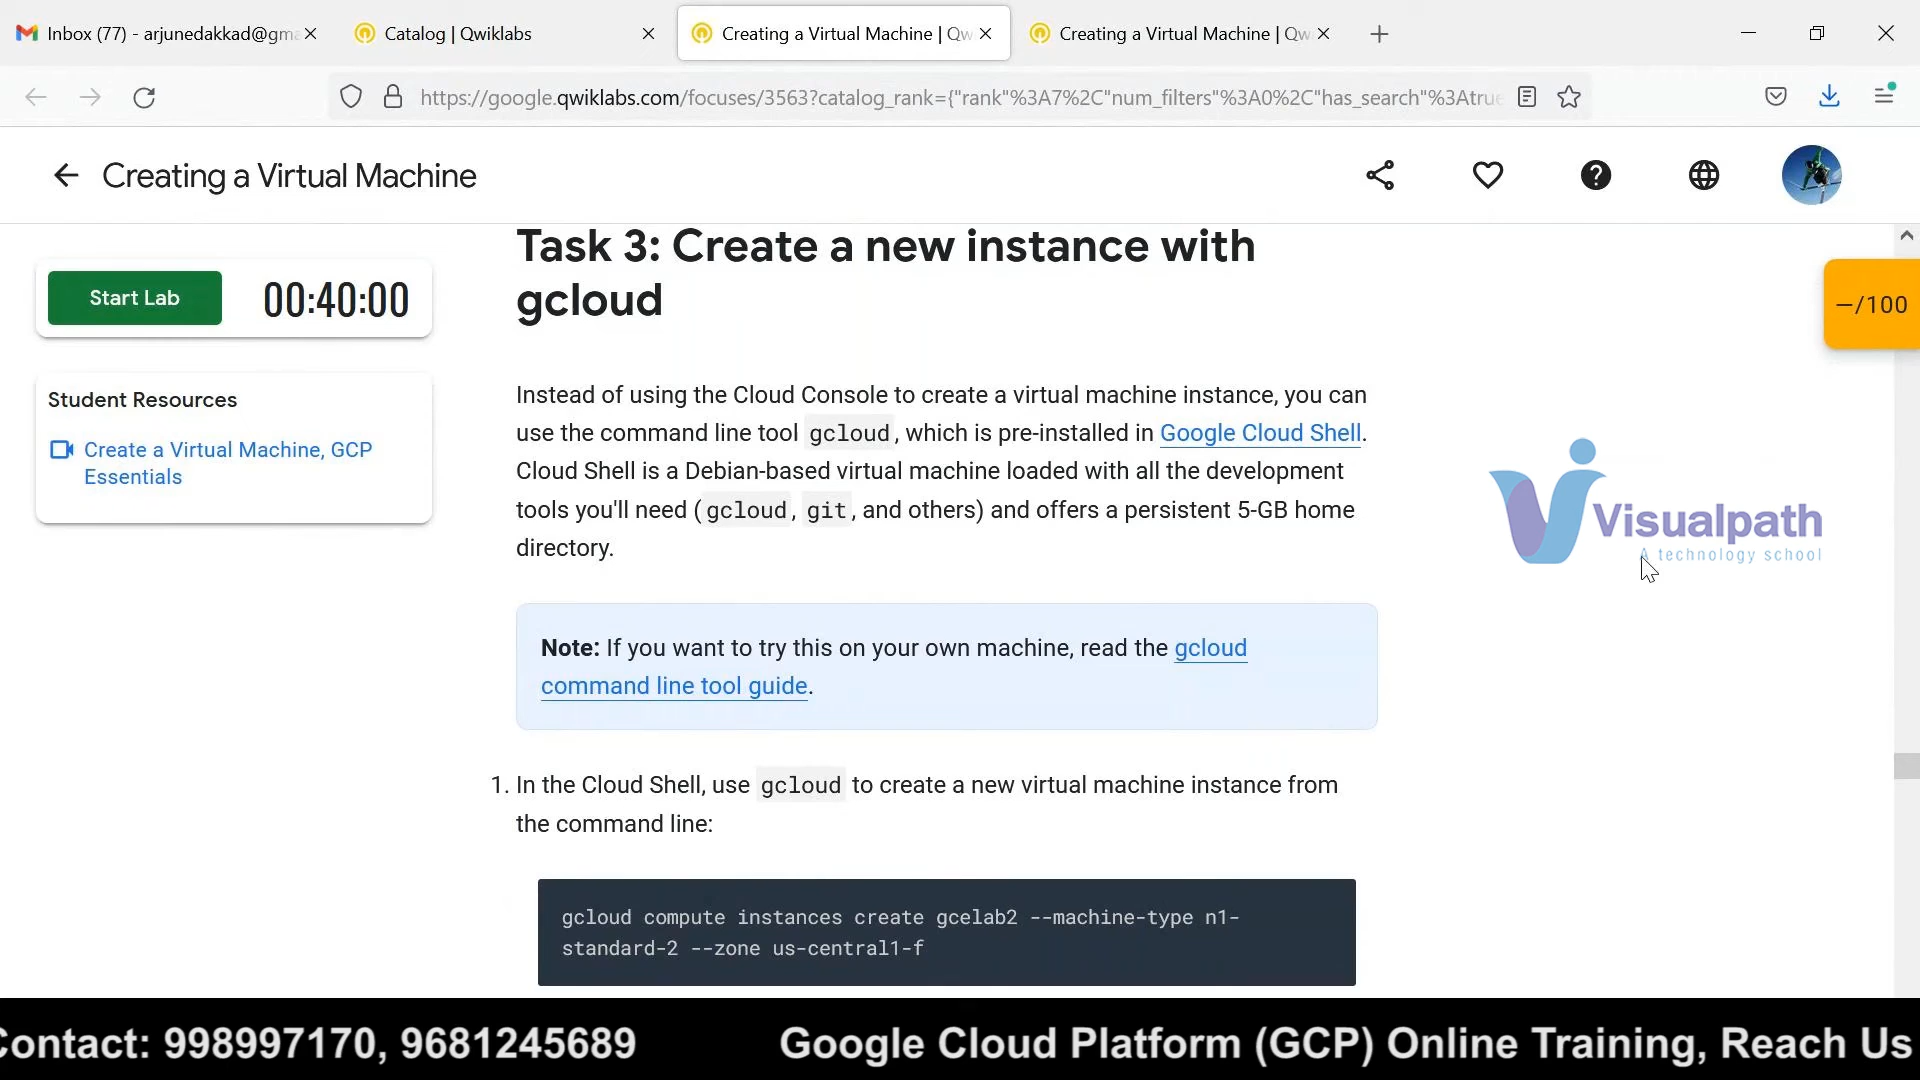 Inbox (77) - arjunedakkad@gma
Catalog | Qwiklabs
Creating a Virtual Machine | Qw
Creating a Virtual Machine | Qw
https://google.qwiklabs.com/focuses/3563?catalog_rank={"rank"%3A7%2C"num_filters"%3A0%2C"has_search"%3Atrue
Creating a Virtual Machine
Start Lab
00:40:00
Student Resources
Create a Virtual Machine, GCP
Essentials
Task 3: Create a new instance with
gcloud
—/100
Instead of using the Cloud Console to create a virtual machine instance, you can
use the command line tool gcloud, which is pre-installed in Google Cloud Shell.
Cloud Shell is a Debian-based virtual machine loaded with all the development
tools you'll need (gcloud, git, and others) and offers a persistent 5-GB home
directory.
Visualpath
A technology school
Note: If you want to try this on your own machine, read the gcloud
command line tool guide.
1. In the Cloud Shell, use gcloud to create a new virtual machine instance from
the command line:
gcloud compute instances create gcelab2 --machine-type n1-
standard-2 --zone us-central1-f
Contact: 998997170, 9681245689 Google Cloud Platform (GCP) Online Training, Reach Us